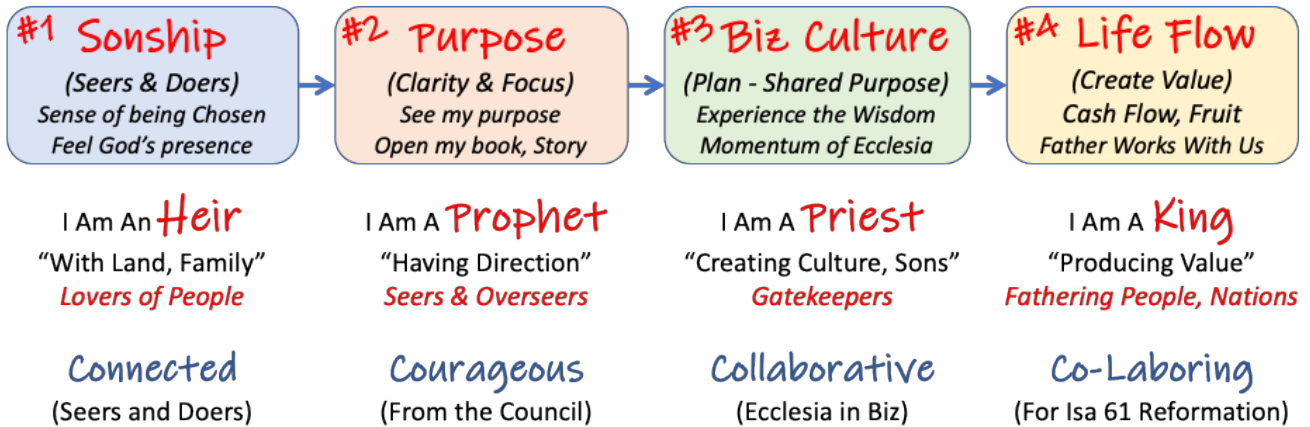 #1 Sonship
(Seers & Doers)
Sense of being Chosen
Feel God's presence
#2 Purpose
(Clarity & Focus)
See my purpose
Open my book, Story
#3 Biz Culture
(Plan - Shared Purpose)
Experience the Wisdom
Momentum of Ecclesia
#4 Life Flow
(Create Value)
Cash Flow, Fruit
Father Works With Us
I Am An Heir
“With Land, Family”
Lovers of People
I Am A Prophet
“Having Direction”
Seers & Overseers
I Am A Priest
“Creating Culture, Sons”
Gatekeepers
I Am A King
“Producing Value”
Fathering People, Nations
Connected
(Seers and Doers)
Courageous
(From the Council)
Collaborative
(Ecclesia in Biz)
Co-Laboring
(For Isa 61 Reformation)